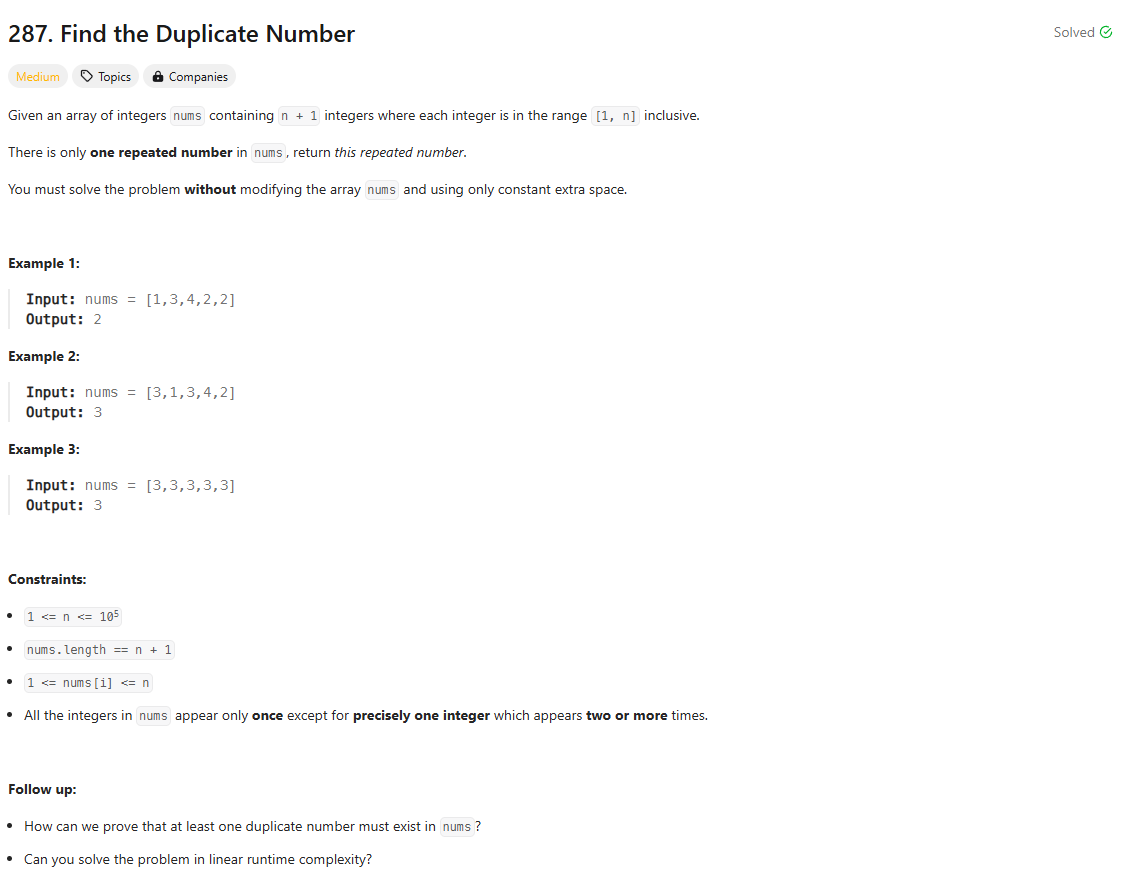 287. Find the Duplicate Number
Solved
Medium Topics Companies
Given an array of integers nums containing n + 1 integers where each integer is in the range [1, n] inclusive.
There is only one repeated number in nums, return this repeated number.
You must solve the problem without modifying the array nums and using only constant extra space.
Example 1:
Input: nums = [1,3,4,2,2]
Output: 2
Example 2:
Input: nums = [3,1,3,4,2]
Output: 3
Example 3:
Input: nums = [3,3,3,3,3]
Output: 3
Constraints:
• 1 <= n <= 10⁵
• nums.length == n + 1
• 1 <= nums[i] <= n
• All the integers in nums appear only once except for precisely one integer which appears two or more times.
Follow up:
• How can we prove that at least one duplicate number must exist in nums?
• Can you solve the problem in linear runtime complexity?